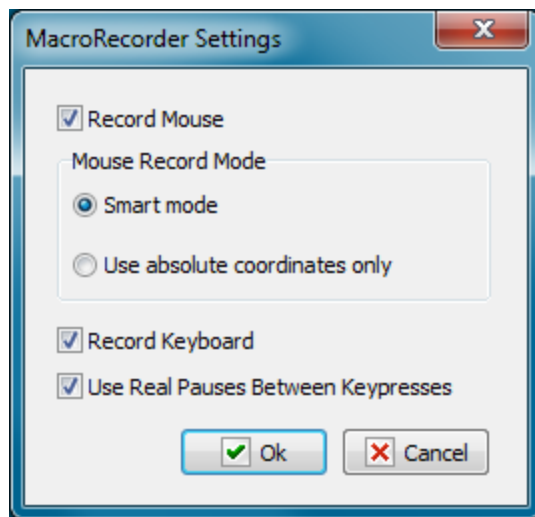 MacroRecorder Settings
Record Mouse
Mouse Record Mode
Smart mode
Use absolute coordinates only
Record Keyboard
Use Real Pauses Between Keypresses
Ok Cancel